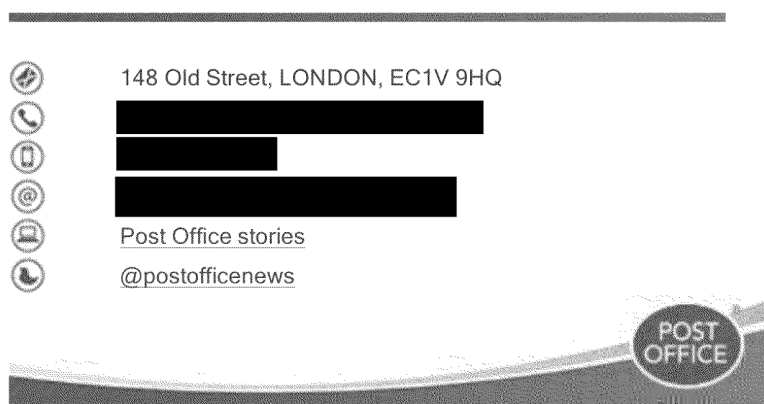 148 Old Street, LONDON, EC1V 9HQ
@
Post Office stories
@postofficenews
POST
OFFICE